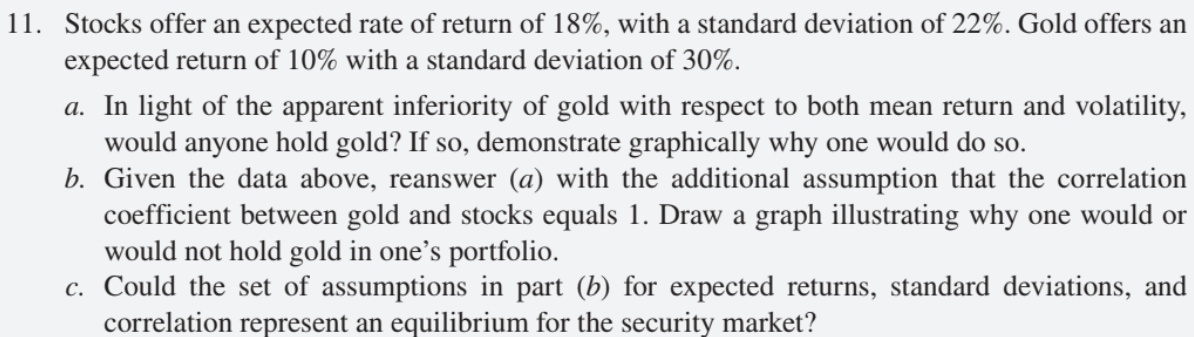 11. Stocks offer an expected rate of return of 18%, with a standard deviation of 22%. Gold offers an
expected return of 10% with a standard deviation of 30%.
a. In light of the apparent inferiority of gold with respect to both mean return and volatility,
would anyone hold gold? If so, demonstrate graphically why one would do so.
b. Given the data above, reanswer (a) with the additional assumption that the correlation
coefficient between gold and stocks equals 1. Draw a graph illustrating why one would or
would not hold gold in one's portfolio.
c. Could the set of assumptions in part (b) for expected returns, standard deviations, and
correlation represent an equilibrium for the security market?